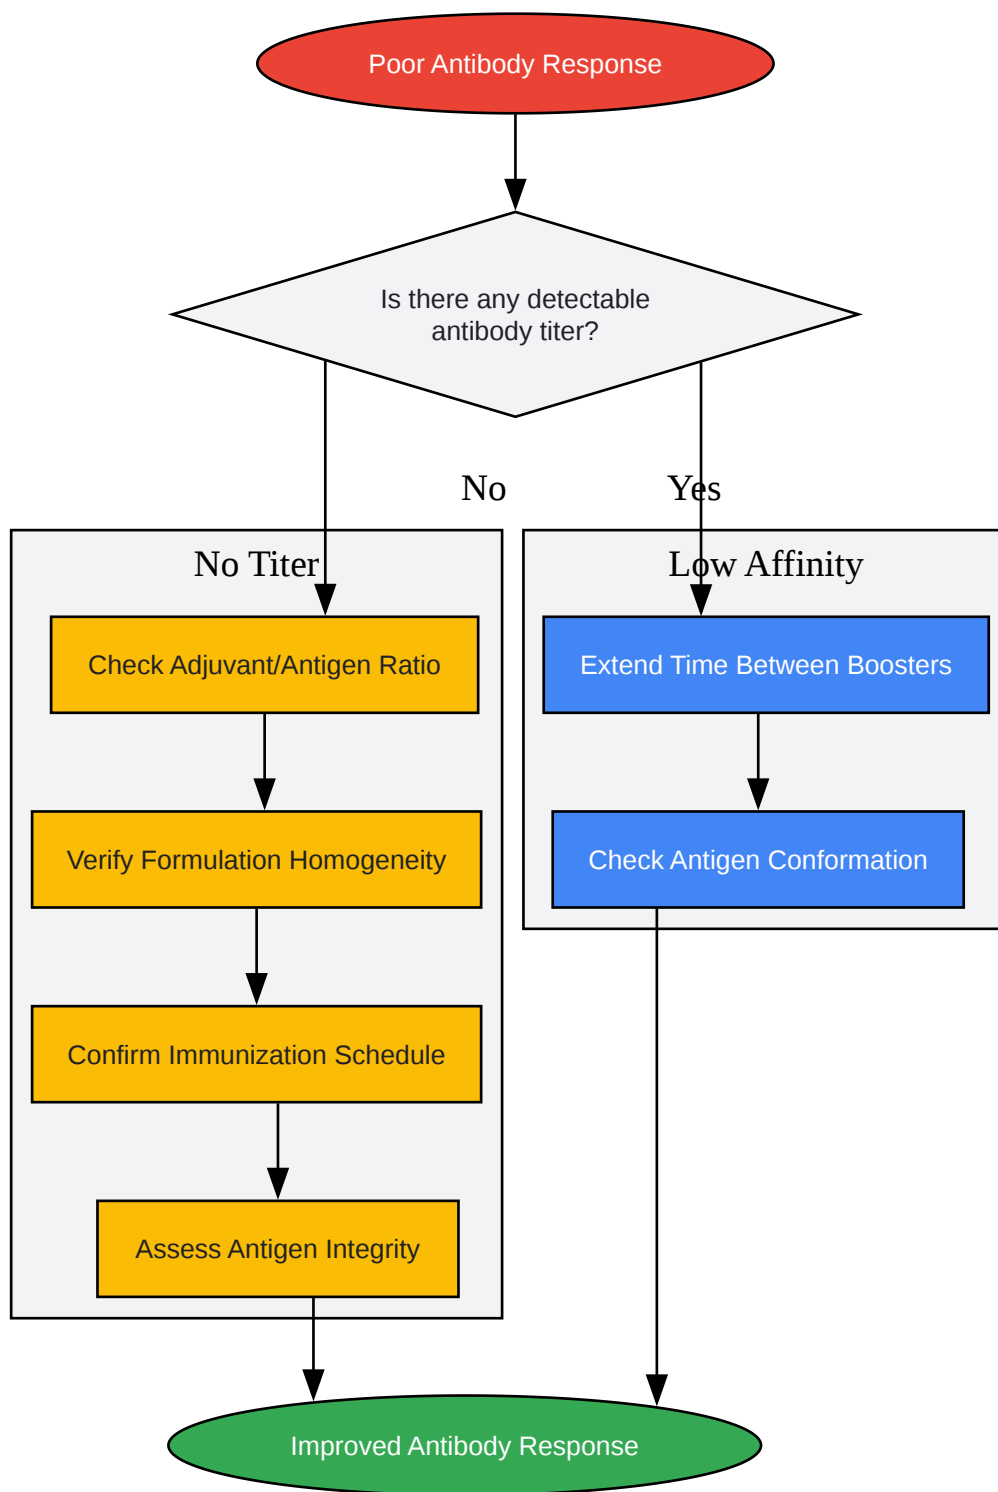 Poor Antibody Response
Is there any detectable
antibody titer?
No
Yes
No Titer
Low Affinity
Check Adjuvant/Antigen Ratio
Extend Time Between Boosters
Verify Formulation Homogeneity
Check Antigen Conformation
Confirm Immunization Schedule
Assess Antigen Integrity
Improved Antibody Response